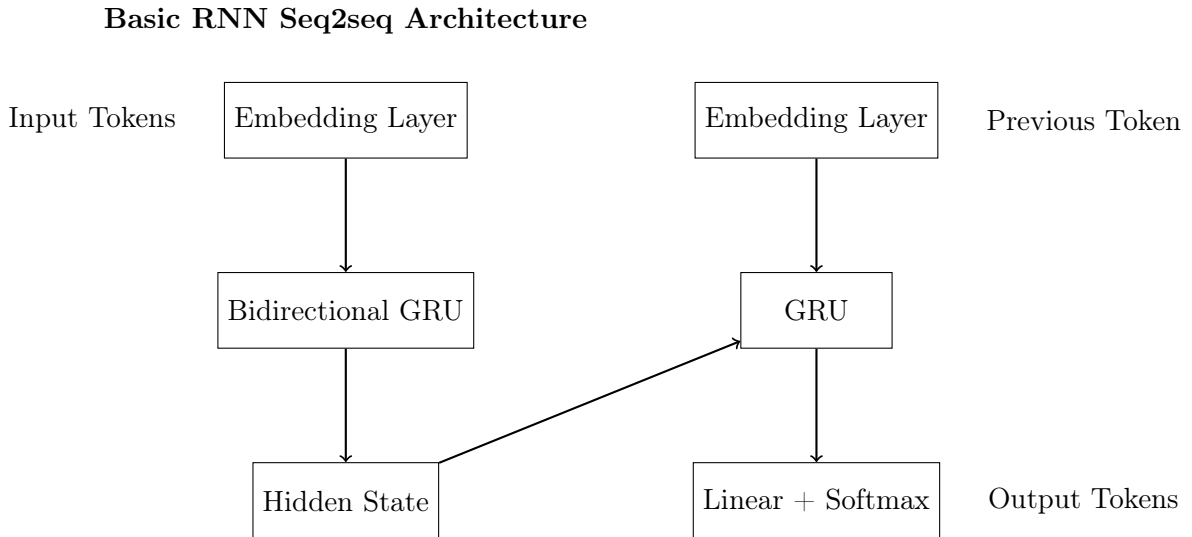 Basic RNN Seq2seq Architecture
Input Tokens
Embedding Layer
Embedding Layer
Previous Token
Bidirectional GRU
GRU
Hidden State
Linear + Softmax
Output Tokens